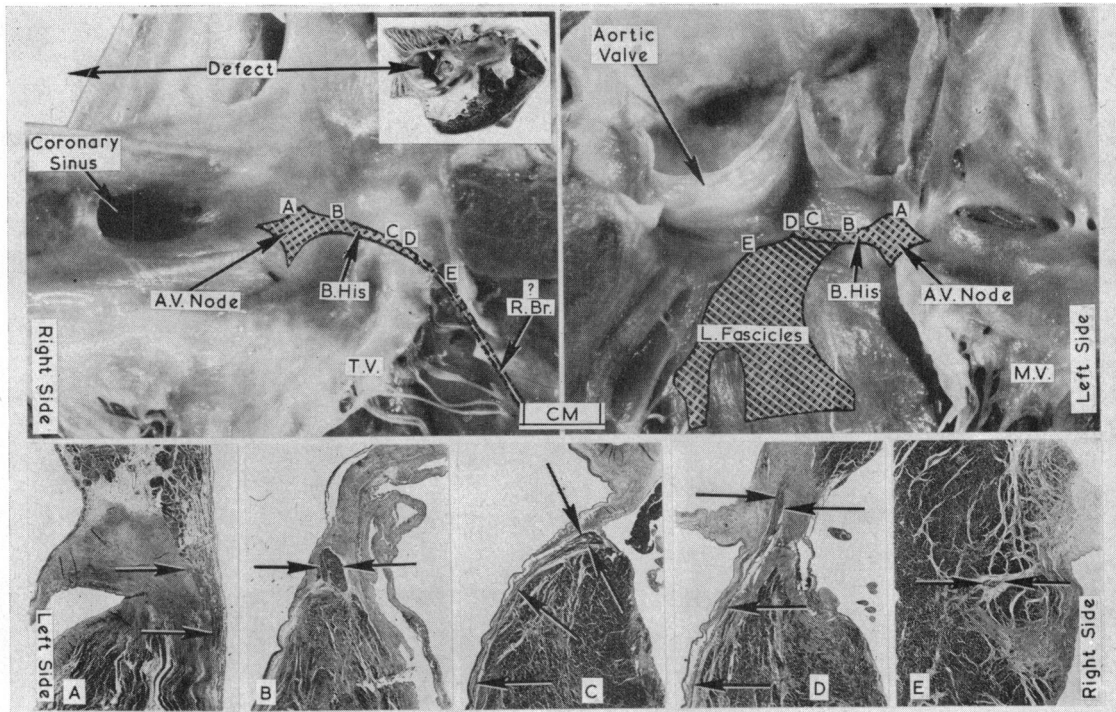 Defect
Coronary
Sinus
A
B
C
D
E
A.V. Node
B.His
?
R.Br.
T.V.
CM
Right Side
Aortic
Valve
D
C
B
A
E
B.His
A.V. Node
L. Fascicles
M.V.
Left Side
Left Side
A
B
C
D
E
Right Side